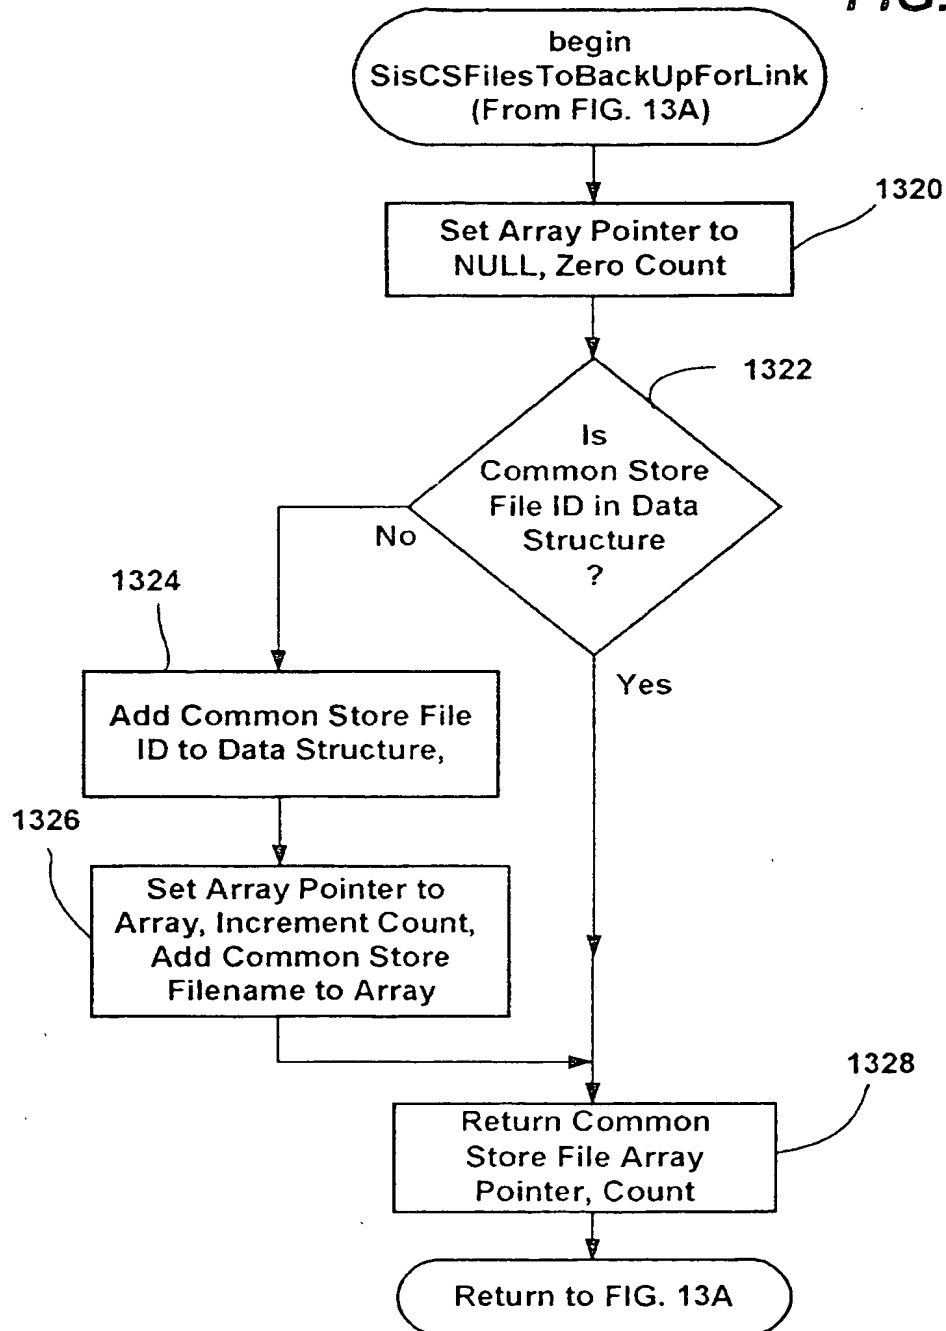 FIG.
begin
SisCSFilesToBackUpForLink
(From FIG. 13A)
1320
Set Array Pointer to
NULL, Zero Count
1322
Is
Common Store
File ID in Data
Structure
?
No
Yes
1324
Add Common Store File
ID to Data Structure,
1326
Set Array Pointer to
Array, Increment Count,
Add Common Store
Filename to Array
1328
Return Common
Store File Array
Pointer, Count
Return to FIG. 13A